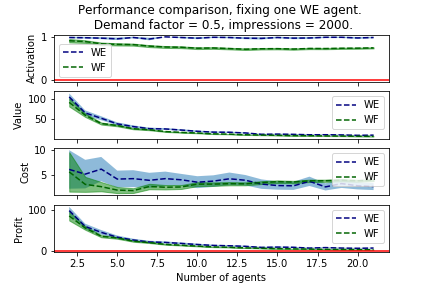 Performance comparison, fixing one WE agent.
Demand factor = 0.5, impressions = 2000.
Activation
1
0
WE
WF
Value
100
50
WE
WF
Cost
10
5
WE
WF
Profit
100
0
WE
WF
2.5 5.0 7.5 10.0 12.5 15.0 17.5 20.0
Number of agents